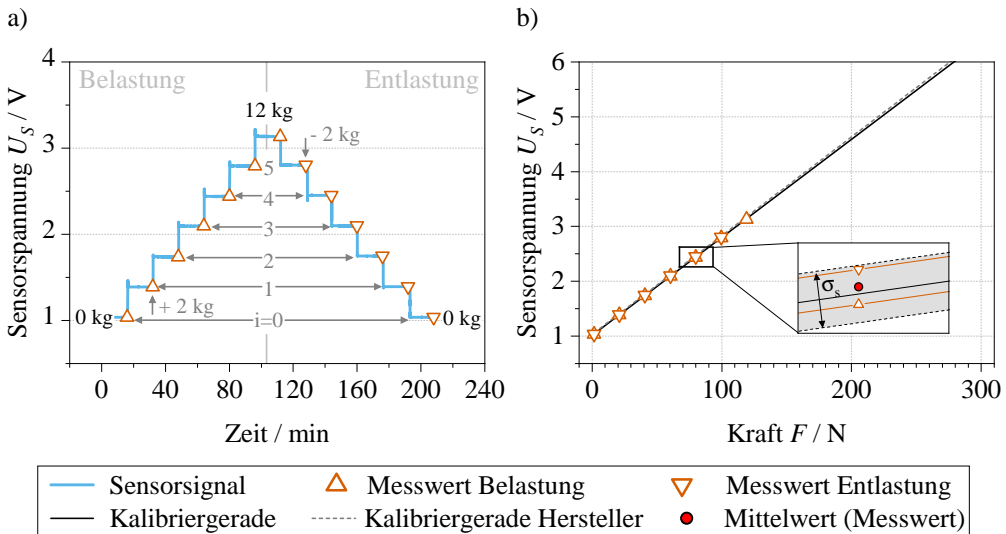 a)
Sensorspannung U_S / V
4
3
2
1
Belastung
Entlastung
12 kg
- 2 kg
5
4
3
2
1
+ 2 kg
0 kg
i=0
0 kg
0 40 80 120 160 200 240
Zeit / min
b)
Sensorspannung U_S / V
6
5
4
3
2
1
σ_s
0 100 200 300
Kraft F / N
Sensorsignal
Messwert Belastung
Messwert Entlastung
Kalibriergerade
Kalibriergerade Hersteller
Mittelwert (Messwert)